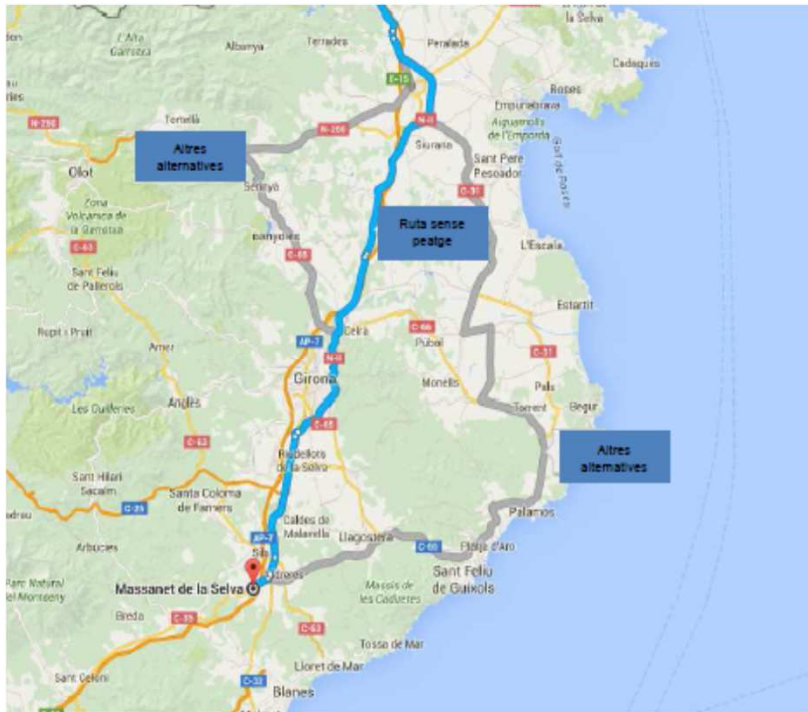 la Selva
L'Alta
Garrotxa
Albanya
Terrades
Peralada
Cadaqués
E-15
Roses
Empuriabrava
N-260
Tortellà
N-260
N-II
Aiguamolls
de l'Empordà
Golf de Roses
Siurana
Altres
alternatives
Sant Pere
Pescador
Olot
Serinyà
C-31
Zona
Volcànica de
la Garrotxa
Ruta sense
peatge
banyoles
C-63
C-66
L'Escala
Sant Feliu
de Pallerols
Estartit
Rupit i Pruit
Amer
AP-7
Celrà
C-66
Púbol
N-II
C-31
Girona
Monells
Pals
Les Guilleries
Anglès
Torrent
Begur
C-65
C-63
Altres
alternatives
Riudellots
de la Selva
Sant Hilari
Sacalm
Santa Coloma
de Farners
C-25
Palamós
Caldes de
Malavella
Arbúcies
AP-7
Llagostera
Sils
C-65
Platja d'Aro
Parc Natural
del Montseny
Massanet de la Selva
Vidreres
Sant Feliu
de Guíxols
Massís de
les Cadiretes
Breda
C-35
C-63
Tossa de Mar
Sant Celoni
Lloret de Mar
C-32
Blanes